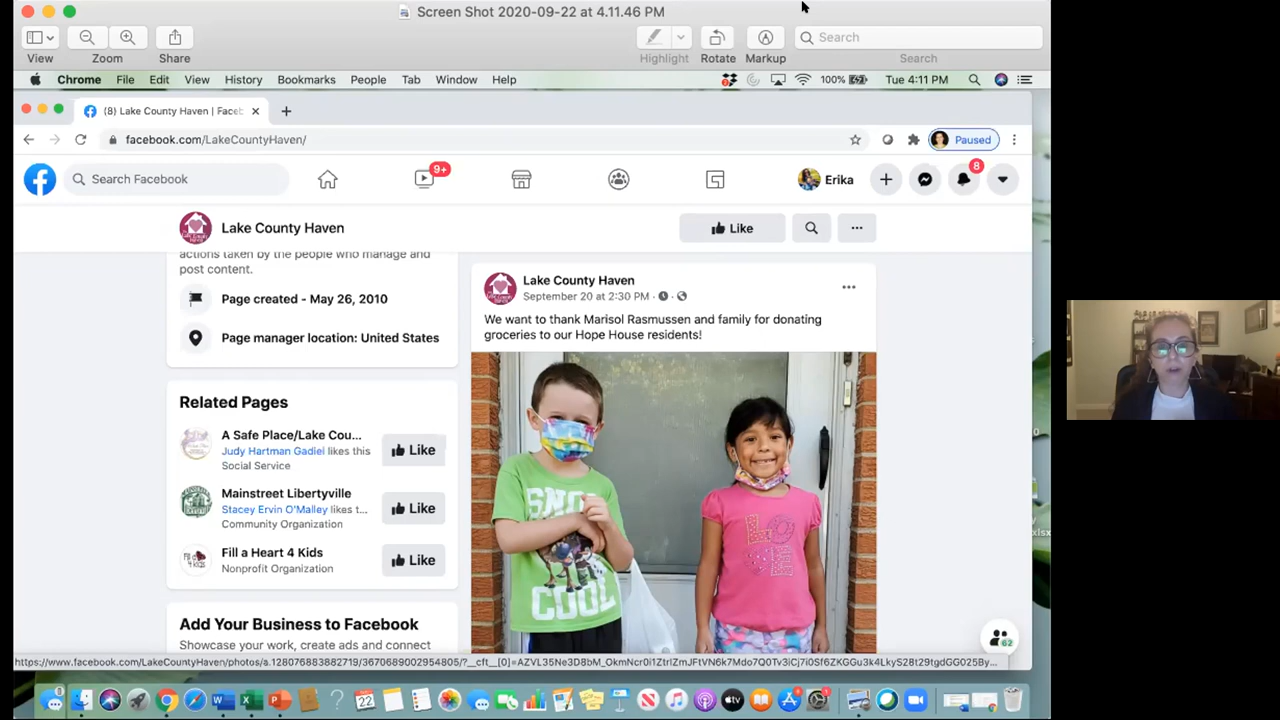 Screen Shot 2020-09-22 at 4.11.46 PM
Search
View Zoom Share Highlight Rotate Markup Search
Chrome File Edit View History Bookmarks People Tab Window Help 100% Tue 4:11 PM
(8) Lake County Haven | Faceb
facebook.com/LakeCountyHaven/ Paused
Search Facebook 9+ Erika 8
Lake County Haven Like
actions taken by the people who manage and
post content.
Page created - May 26, 2010
Page manager location: United States
Related Pages
A Safe Place/Lake Cou... Like
Judy Hartman Gadiel likes this
Social Service
Mainstreet Libertyville Like
Stacey Ervin O'Malley likes t...
Community Organization
Fill a Heart 4 Kids Like
Nonprofit Organization
Add Your Business to Facebook
Showcase your work, create ads and connect
Lake County Haven
September 20 at 2:30 PM
We want to thank Marisol Rasmussen and family for donating
groceries to our Hope House residents!
SNO
COOL
LO
VE
62
xlsx
22